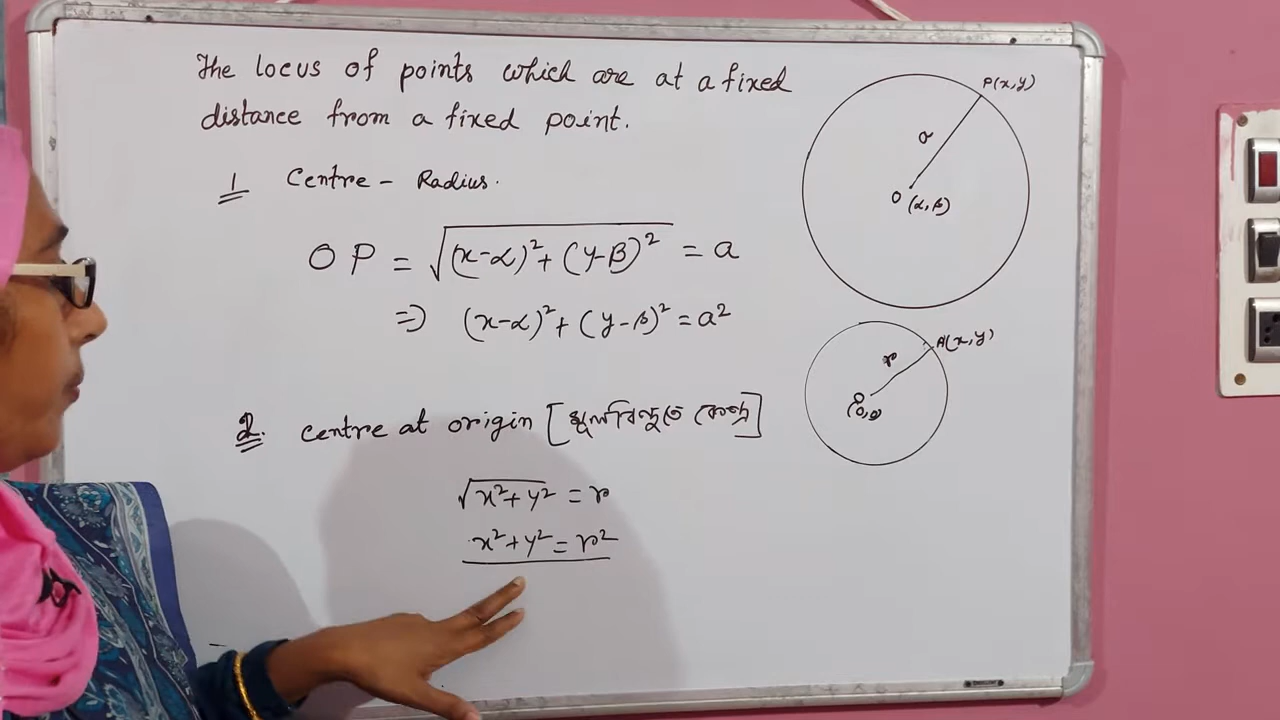 The locus of points which are at a fixed
distance from a fixed point.
1 Centre - Radius.
OP = √(x-α)²+(y-β)² = a
⇒ (x-α)²+(y-β)² = a²
2. Centre at origin [মূলবিন্দুতে কেন্দ্র]
√x²+y² = r
x²+y² = r²
P(x,y)
a
O (α,β)
A(x,y)
r
O
(0,0)